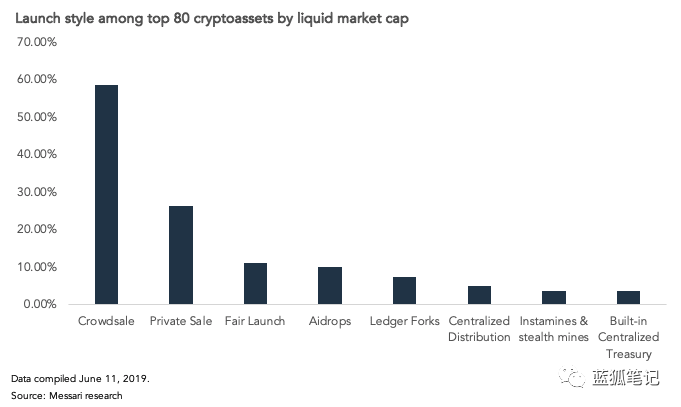 Launch style among top 80 cryptoassets by liquid market cap
70.00%
60.00%
50.00%
40.00%
30.00%
20.00%
10.00%
0.00%
Crowdsale
Private Sale
Fair Launch
Aidrops
Ledger Forks
Centralized
Distribution
Instamines &
stealth mines
Built-in
Centralized
Treasury
Data compiled June 11, 2019.
Source: Messari research
蓝狐笔记